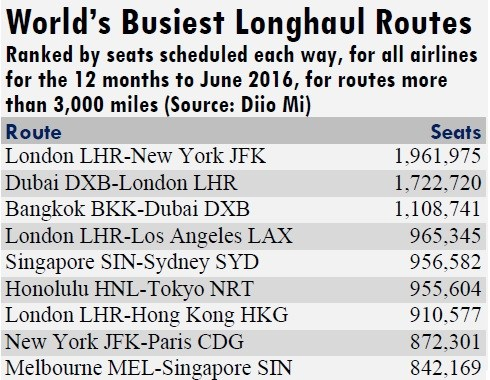 World's Busiest Longhaul Routes
Ranked by seats scheduled each way, for all airlines
for the 12 months to June 2016, for routes more
than 3,000 miles (Source: Diio Mi)
Route Seats
London LHR-New York JFK 1,961,975
Dubai DXB-London LHR 1,722,720
Bangkok BKK-Dubai DXB 1,108,741
London LHR-Los Angeles LAX 965,345
Singapore SIN-Sydney SYD 956,582
Honolulu HNL-Tokyo NRT 955,604
London LHR-Hong Kong HKG 910,577
New York JFK-Paris CDG 872,301
Melbourne MEL-Singapore SIN 842,169